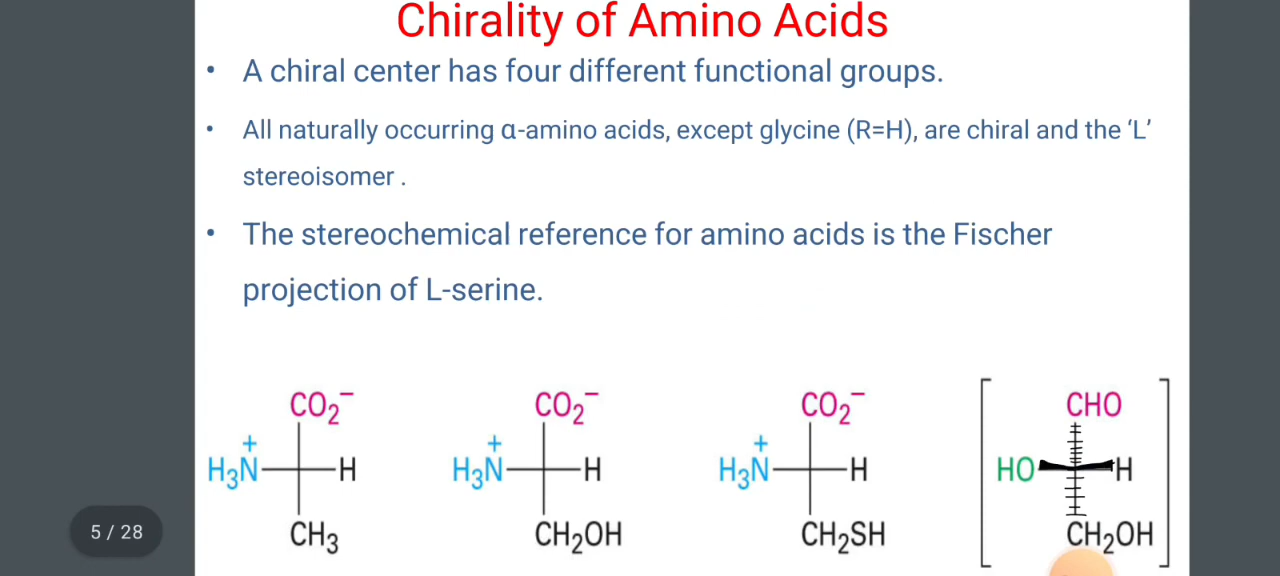 Chirality of Amino Acids
• A chiral center has four different functional groups.
• All naturally occurring α-amino acids, except glycine (R=H), are chiral and the ‘L’
stereoisomer .
• The stereochemical reference for amino acids is the Fischer
projection of L-serine.
CO₂⁻ CO₂⁻ CO₂⁻ CHO
H₃N⁺ H H₃N⁺ H H₃N⁺ H HO H
CH₃ CH₂OH CH₂SH CH₂OH
5 / 28